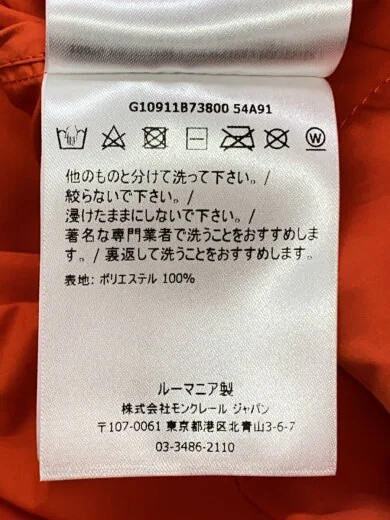 G10911B73800 54A91
W
他のものと分けて洗って下さい。/
絞らないで下さい。/
浸けたままにしないで下さい。/
著名な専門業者で洗うことをおすすめしま
す。/ 裏返して洗うことをおすすめします。
表地: ポリエステル 100%
ルーマニア製
株式会社モンクレール ジャパン
〒107-0061 東京都港区北青山3-6-7
03-3486-2110